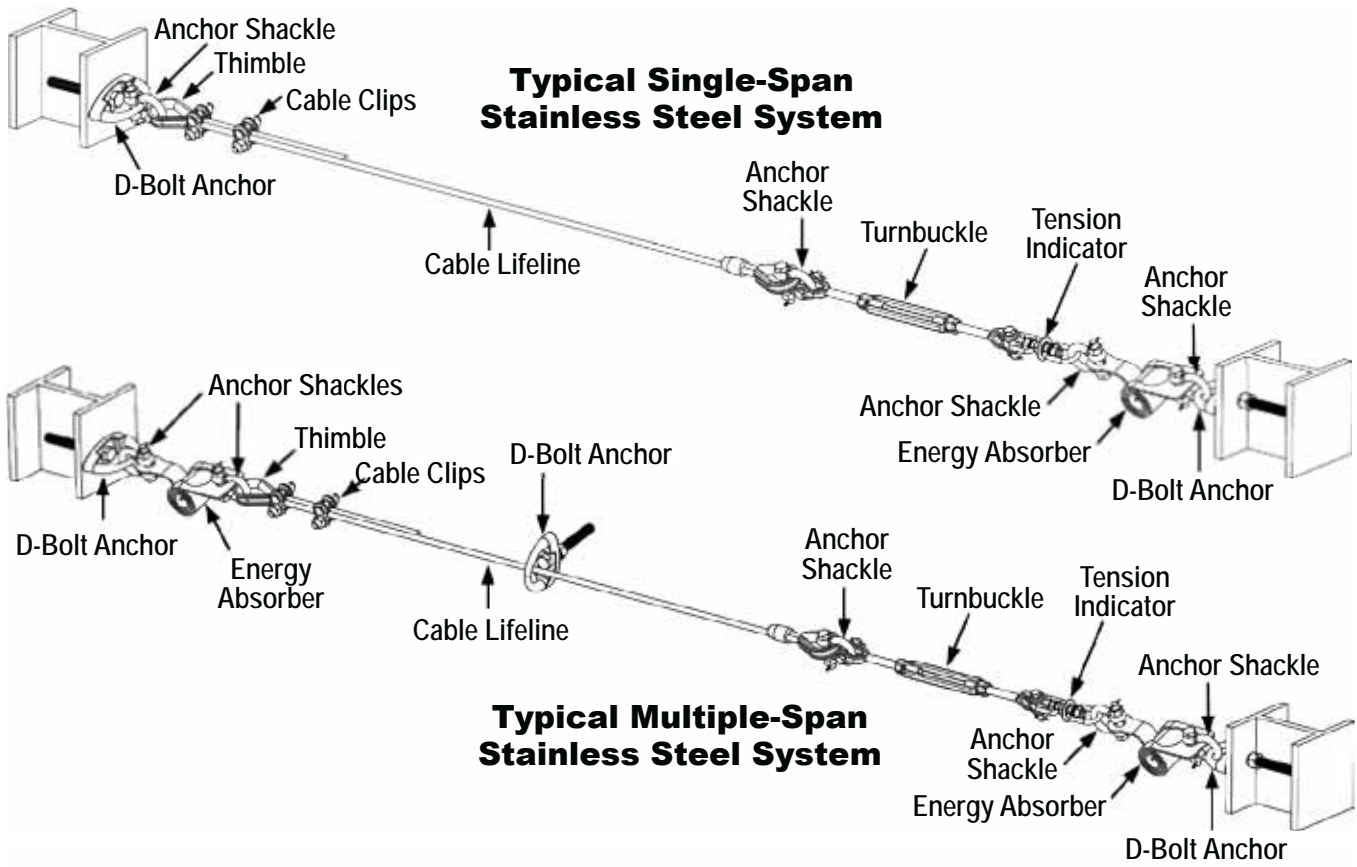 Anchor Shackle
Thimble
Cable Clips
D-Bolt Anchor
Typical Single-Span
Stainless Steel System
Cable Lifeline
Anchor
Shackle
Turnbuckle
Tension
Indicator
Anchor
Shackle
Anchor Shackle
Energy Absorber
D-Bolt Anchor
Anchor Shackles
Thimble
Cable Clips
D-Bolt Anchor
D-Bolt Anchor
Energy
Absorber
Cable Lifeline
Anchor
Shackle
Turnbuckle
Tension
Indicator
Anchor Shackle
Typical Multiple-Span
Stainless Steel System
Anchor
Shackle
Energy Absorber
D-Bolt Anchor